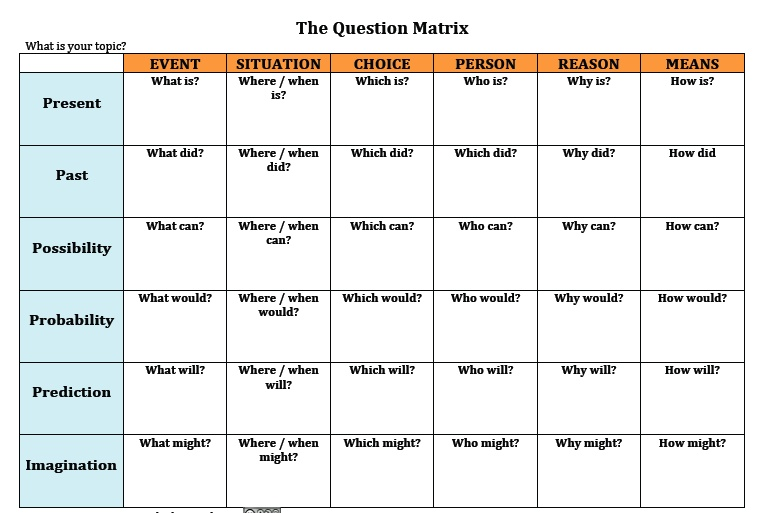 The Question Matrix
What is your topic?
EVENT SITUATION CHOICE PERSON REASON MEANS
Present
What is? Where / when is? Which is? Who is? Why is? How is?
Past
What did? Where / when did? Which did? Which did? Why did? How did
Possibility
What can? Where / when can? Which can? Who can? Why can? How can?
Probability
What would? Where / when would? Which would? Who would? Why would? How would?
Prediction
What will? Where / when will? Which will? Who will? Why will? How will?
Imagination
What might? Where / when might? Which might? Who might? Why might? How might?